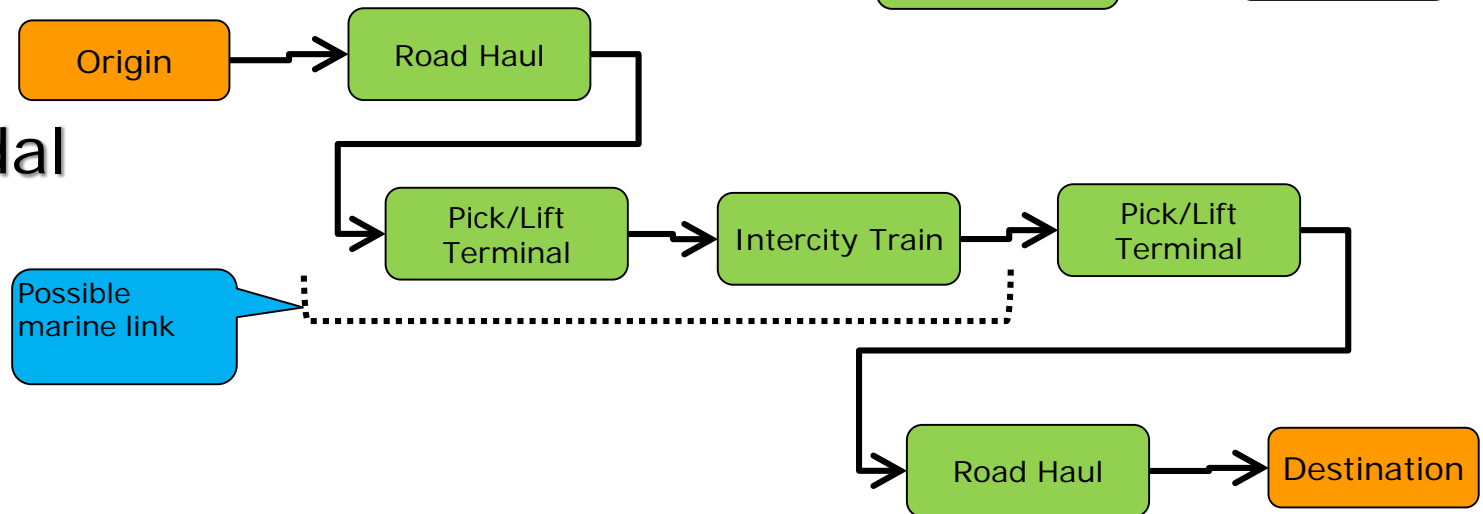 Origin
Road Haul
dal
Pick/Lift
Terminal
Intercity Train
Pick/Lift
Terminal
Possible
marine link
Road Haul
Destination